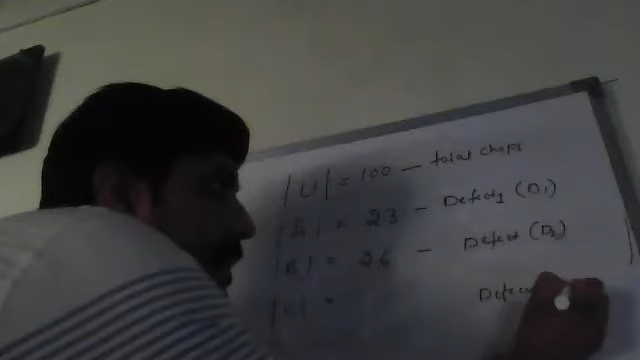 |U| = 100 — total chips
|A| = 23 - Defect1 (D1)
|B| = 26 - Defect (D2)
|C| = Defec